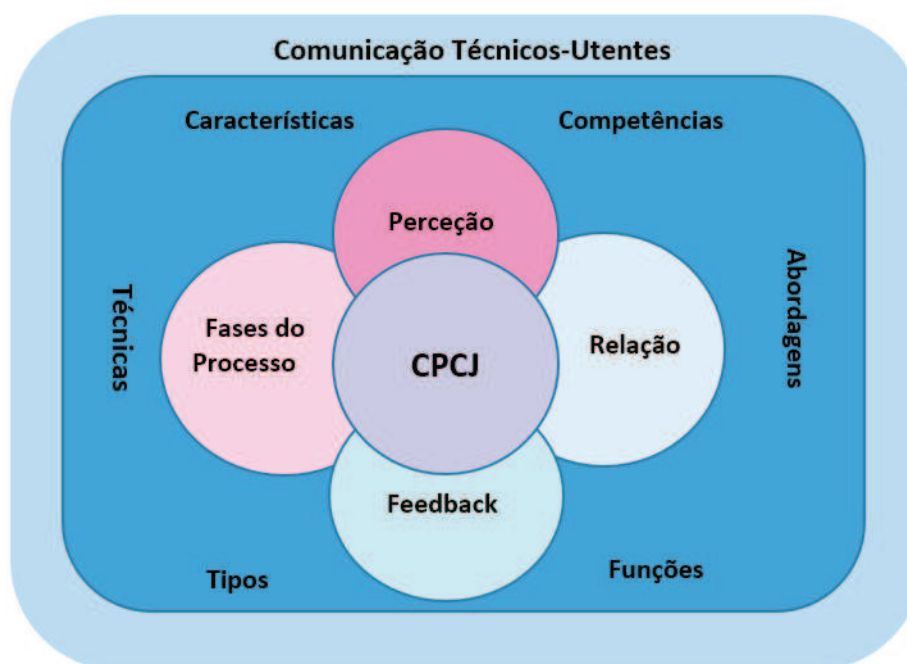 Comunicação Técnicos-Utentes
Características
Competências
Perceção
Técnicas
Fases do
Processo
CPCJ
Relação
Abordagens
Feedback
Tipos
Funções